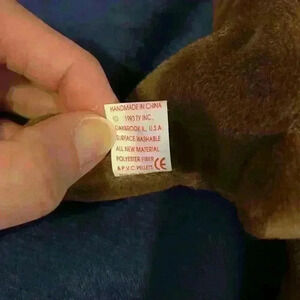 HANDMADE IN CHINA
© 1993 TY INC.,
OAKBROOK IL, U.S.A
SURFACE WASHABLE
ALL NEW MATERIAL
POLYESTER FIBER
& P.V.C. PELLETS CE